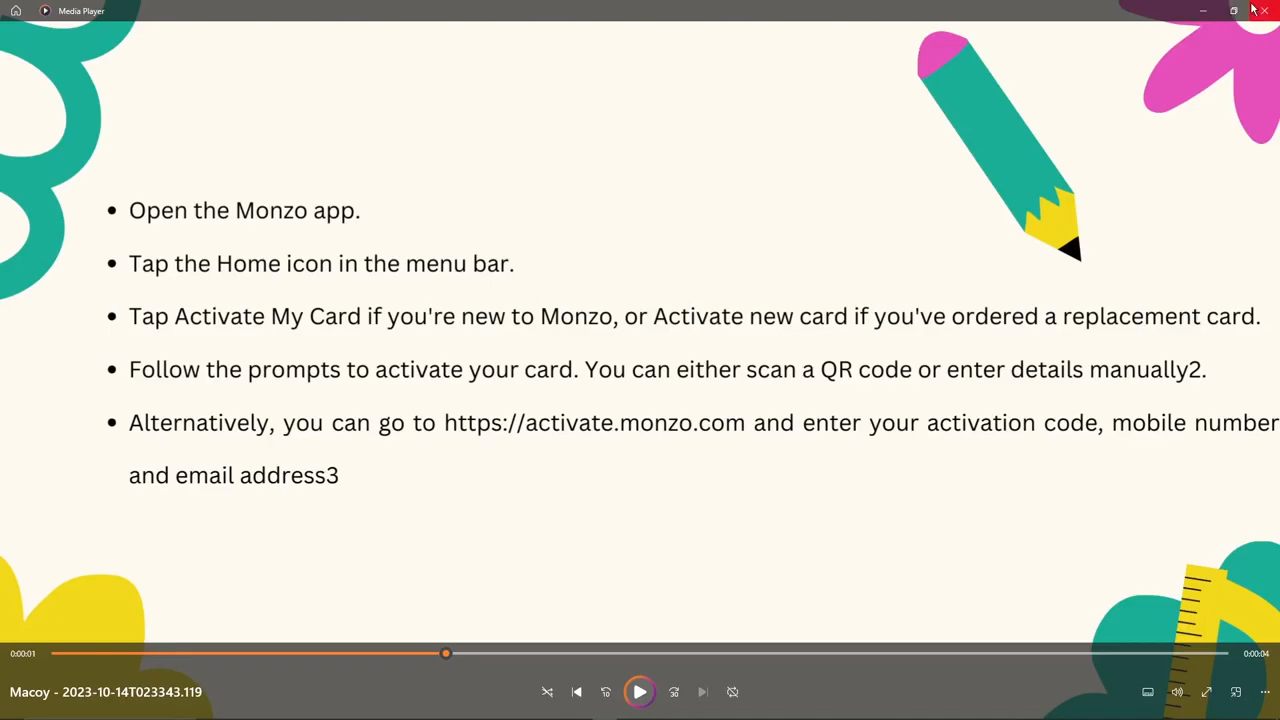 Media Player
• Open the Monzo app.
• Tap the Home icon in the menu bar.
• Tap Activate My Card if you're new to Monzo, or Activate new card if you've ordered a replacement card.
• Follow the prompts to activate your card. You can either scan a QR code or enter details manually2.
• Alternatively, you can go to https://activate.monzo.com and enter your activation code, mobile number
and email address3
0:00:01
0:00:04
Macoy - 2023-10-14T023343.119
10
30